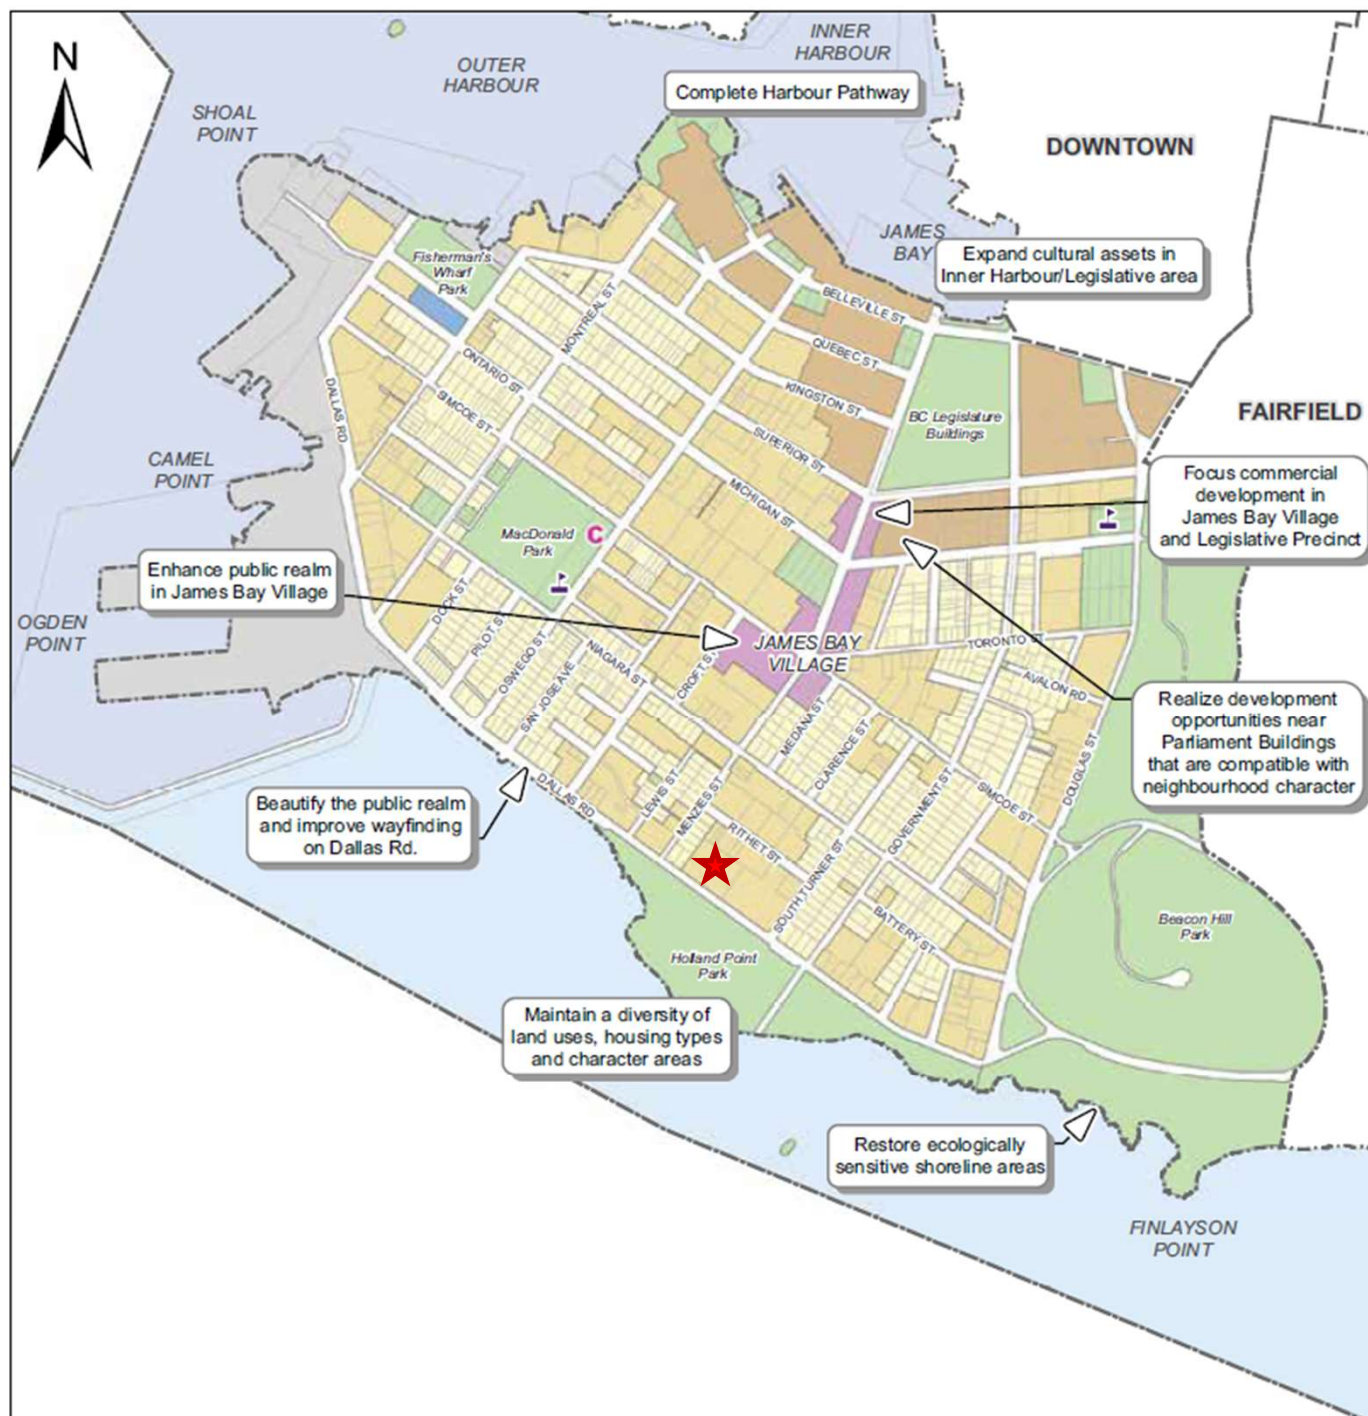 N
INNER
HARBOUR
OUTER
HARBOUR
Complete Harbour Pathway
SHOAL
POINT
DOWNTOWN
JAMES
BAY
Expand cultural assets in
Inner Harbour/Legislative area
Fisherman's
Wharf
Park
BELLEVILLE ST
MONTREAL ST
QUEBEC ST
ONTARIO ST
KINGSTON ST
DALLAS RD
SIMCOE ST
BC Legislature
Buildings
FAIRFIELD
SUPERIOR ST
CAMEL
POINT
Focus commercial
development in
James Bay Village
and Legislative Precinct
MICHIGAN ST
MacDonald
Park
C
Enhance public realm
in James Bay Village
OGDEN
POINT
DOCK ST
PILOT ST
OSWEGO ST
SAN JOSE AVE
NIAGARA ST
CROFT ST
JAMES BAY
VILLAGE
TORONTO ST
AVALON RD
Realize development
opportunities near
Parliament Buildings
that are compatible with
neighbourhood character
MEDANA ST
CLARENCE ST
DOUGLAS ST
Beautify the public realm
and improve wayfinding
on Dallas Rd.
DALLAS RD
LEWIS ST
MENZIES ST
GOVERNMENT ST
SIMCOE ST
RITHET ST
SOUTH TURNER ST
BATTERY ST
Beacon Hill
Park
Holland Point
Park
Maintain a diversity of
land uses, housing types
and character areas
Restore ecologically
sensitive shoreline areas
FINLAYSON
POINT